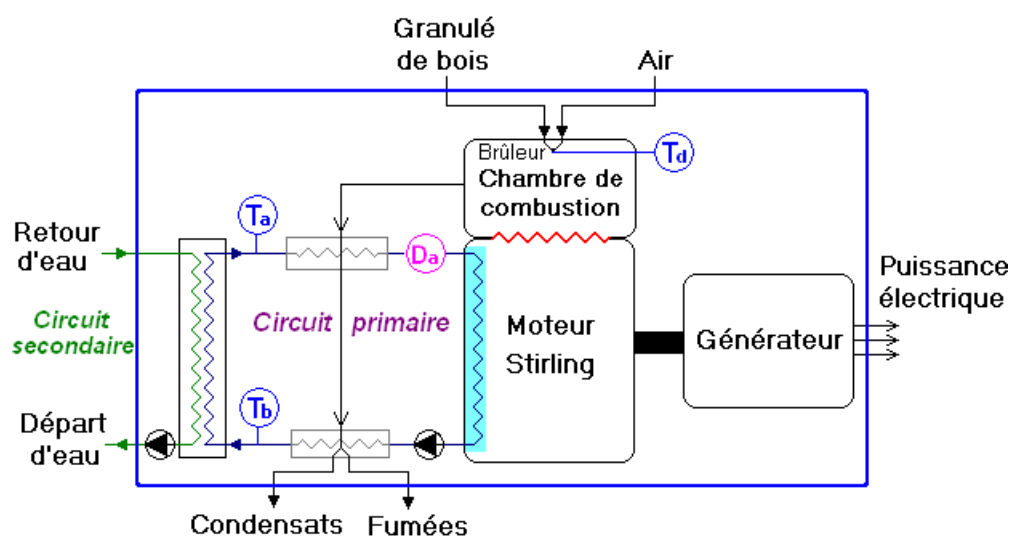 Granulé
de bois
Air
Brûleur
Td
Chambre de
combustion
Ta
Retour
d'eau
Da
Puissance
électrique
Circuit
secondaire
Circuit primaire
Moteur
Stirling
Générateur
Départ
d'eau
Tb
Condensats
Fumées